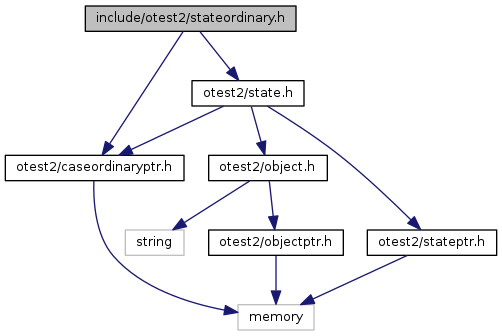 include/otest2/stateordinary.h
otest2/state.h
otest2/caseordinaryptr.h
otest2/object.h
string
otest2/objectptr.h
otest2/stateptr.h
memory